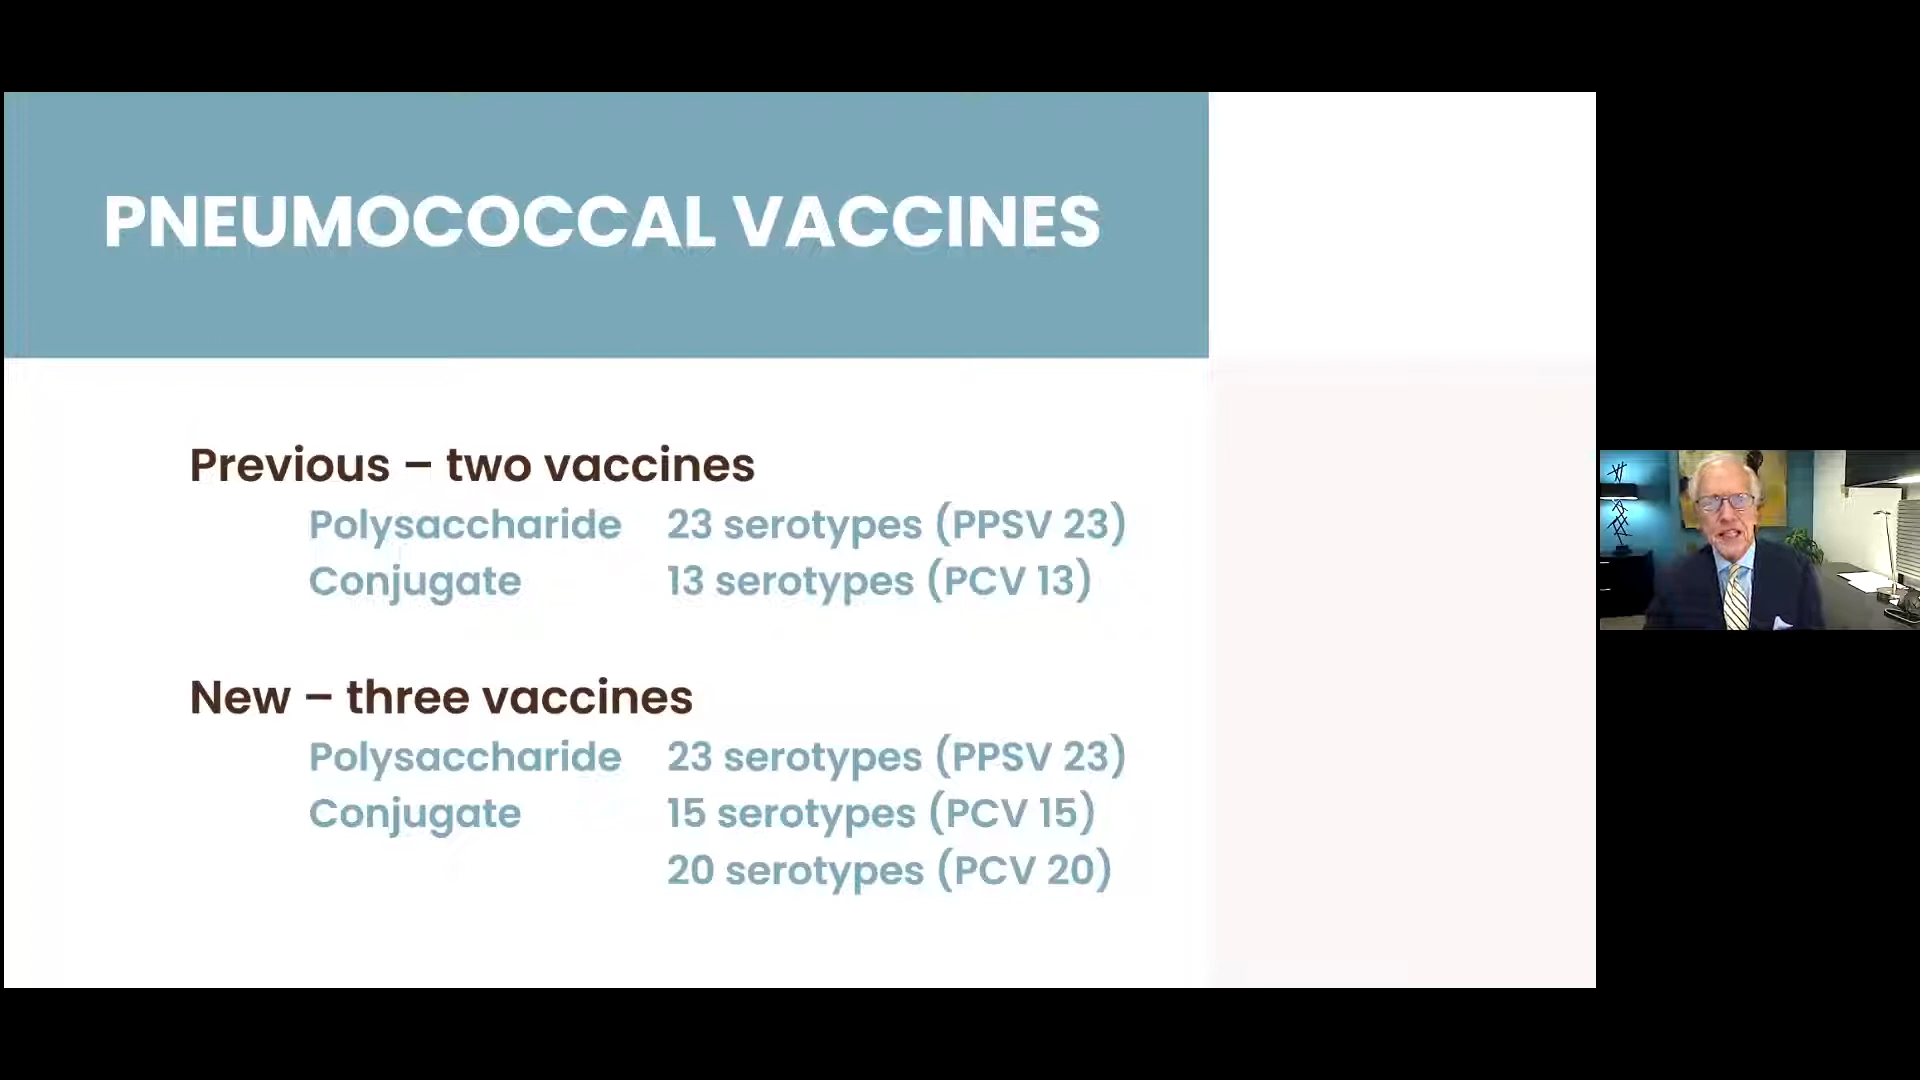 PNEUMOCOCCAL VACCINES
Previous – two vaccines
Polysaccharide 23 serotypes (PPSV 23)
Conjugate 13 serotypes (PCV 13)
New – three vaccines
Polysaccharide 23 serotypes (PPSV 23)
Conjugate 15 serotypes (PCV 15)
20 serotypes (PCV 20)